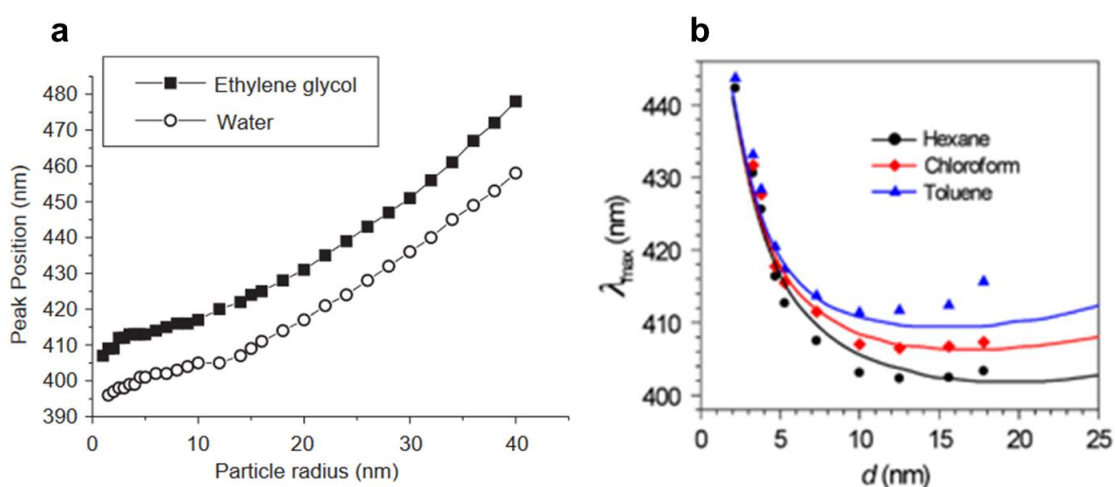 a
Ethylene glycol
Water
480
470
460
450
440
430
420
410
400
390
Peak Position (nm)
0 10 20 30 40
Particle radius (nm)
b
Hexane
Chloroform
Toluene
440
430
420
410
400
λmax (nm)
0 5 10 15 20 25
d (nm)